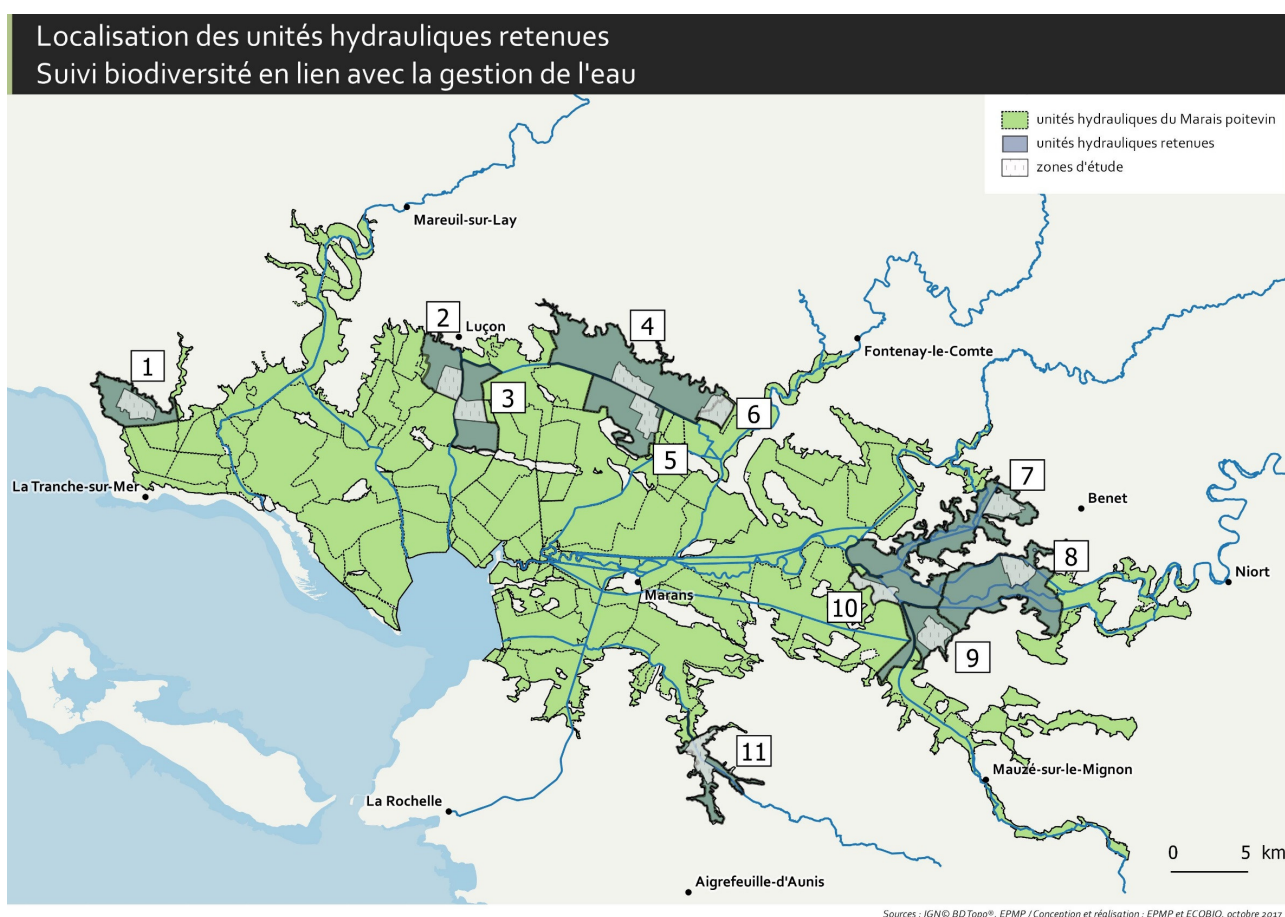 Localisation des unités hydrauliques retenues
Suivi biodiversité en lien avec la gestion de l'eau
unités hydrauliques du Marais poitevin
unités hydrauliques retenues
zones d'étude
Mareuil-sur-Lay
2
Luçon
4
Fontenay-le-Comte
1
3
6
5
La Tranche-sur-Mer
7
Benet
8
Niort
Marans
10
9
11
Mauzé-sur-le-Mignon
La Rochelle
0 5 km
Aigrefeuille-d'Aunis
Sources : IGN© BDTopo®, EPMP / Conception et réalisation : EPMP et ECOBIO, octobre 2017